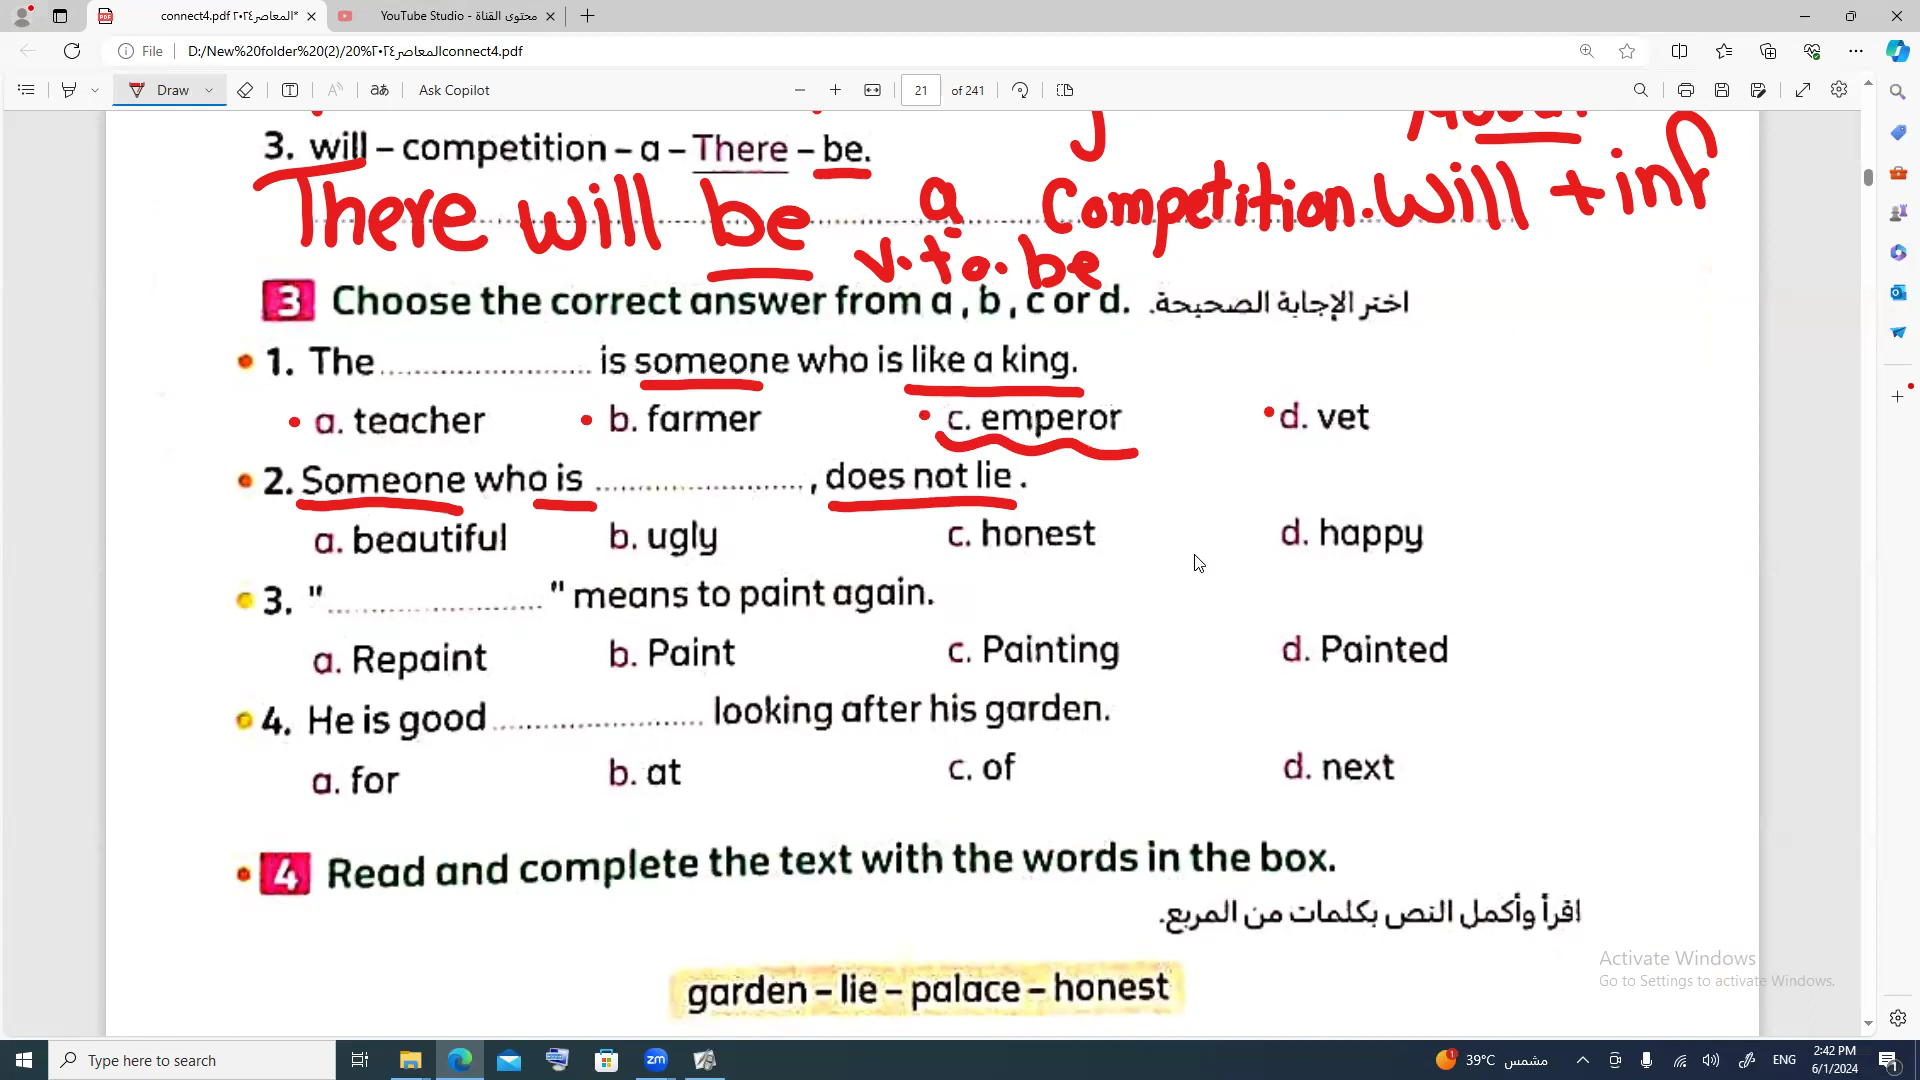 connect4.pdf المعاصر٢٠٢٤*
YouTube Studio - محتوى القناة
File
D:/New%20folder%20(2)/20%المعاصر٢٠٢٤connect4.pdf
Draw
Ask Copilot
21 of 241
3. will – competition – a – There – be.
There will be a Competition. Will + inf
v. to. be
3 Choose the correct answer from a , b , c or d. اختر الإجابة الصحيحة.
1. The ........................ is someone who is like a king.
a. teacher b. farmer c. emperor d. vet
2. Someone who is ........................ , does not lie .
a. beautiful b. ugly c. honest d. happy
3. " ........................ " means to paint again.
a. Repaint b. Paint c. Painting d. Painted
4. He is good ........................ looking after his garden.
a. for b. at c. of d. next
4 Read and complete the text with the words in the box.
اقرأ وأكمل النص بكلمات من المربع.
garden – lie – palace – honest
Activate Windows
Go to Settings to activate Windows.
Type here to search
zm
39°C مشمس
ENG
2:42 PM
6/1/2024